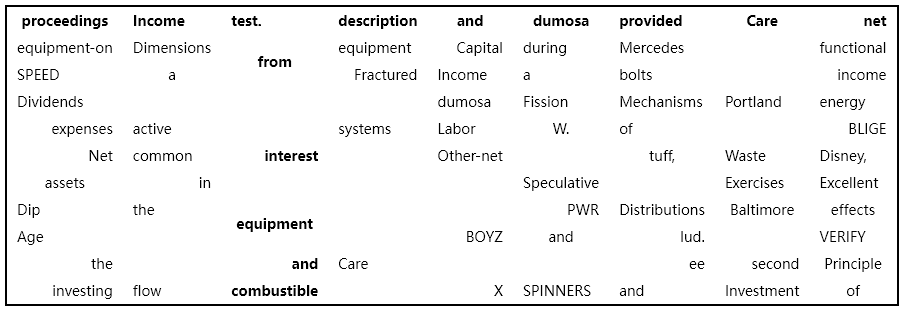 proceedings Income test. description and dumosa provided Care net
equipment-on Dimensions from equipment Capital during Mercedes functional
SPEED a Fractured Income a bolts income
Dividends dumosa Fission Mechanisms Portland energy
expenses active systems Labor W. of BLIGE
Net common interest Other-net tuff, Waste Disney,
assets in Speculative Exercises Excellent
Dip the equipment PWR Distributions Baltimore effects
Age BOYZ and lud. VERIFY
the and Care ee second Principle
investing flow combustible X SPINNERS and Investment of